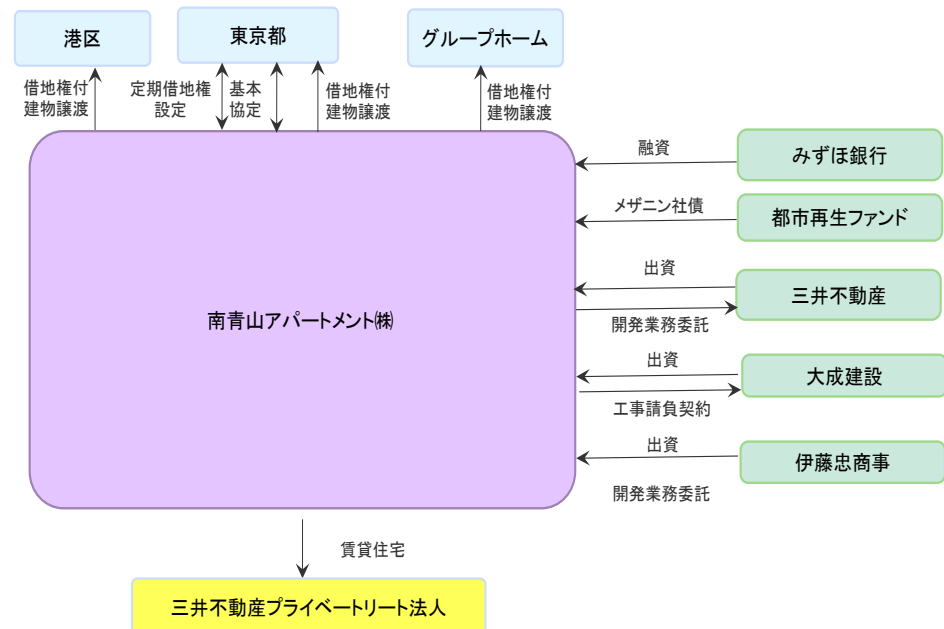 港区
東京都
グループホーム
借地権付
建物譲渡
定期借地権
設定
基本
協定
借地権付
建物譲渡
借地権付
建物譲渡
融資
みずほ銀行
メザニン社債
都市再生ファンド
出資
三井不動産
開発業務委託
南青山アパートメント㈱
出資
大成建設
工事請負契約
出資
伊藤忠商事
開発業務委託
賃貸住宅
三井不動産プライベートリート法人